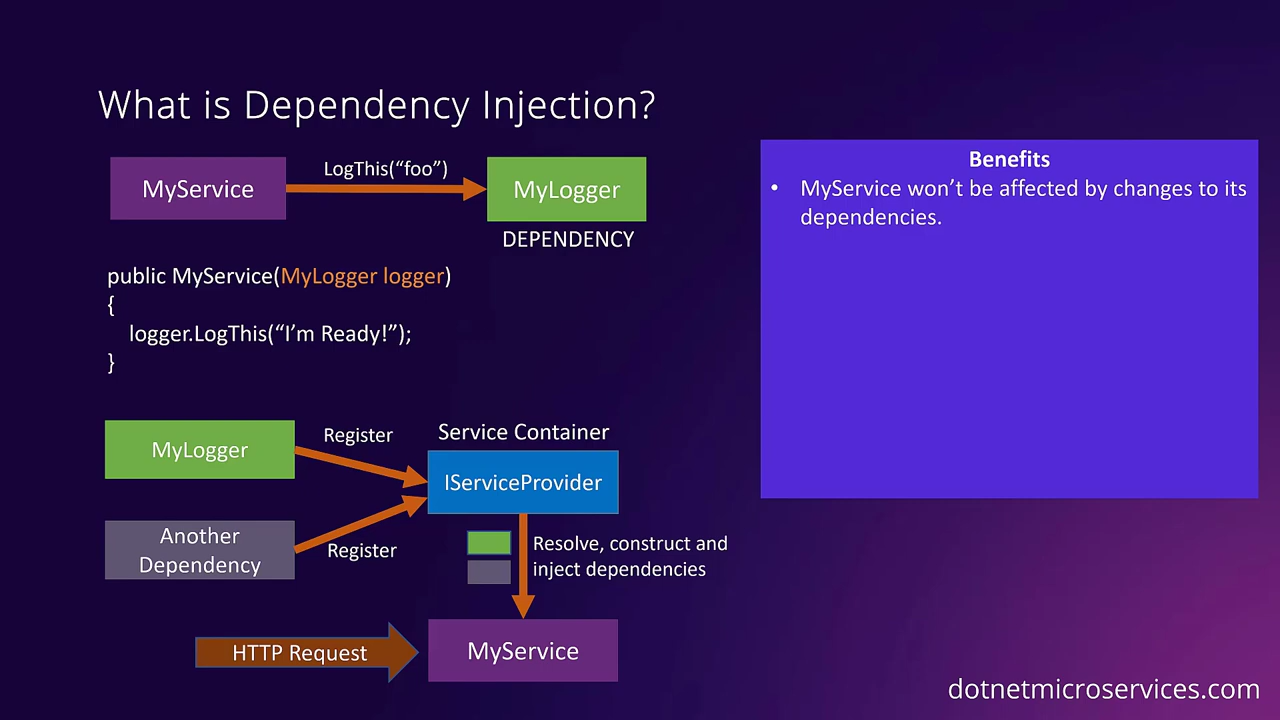 What is Dependency Injection?
MyService
LogThis(“foo”)
MyLogger
DEPENDENCY
public MyService(MyLogger logger)
{
logger.LogThis(“I’m Ready!”);
}
MyLogger
Register
Another
Dependency
Register
Service Container
IServiceProvider
Resolve, construct and
inject dependencies
HTTP Request
MyService
Benefits
• MyService won’t be affected by changes to its
dependencies.
dotnetmicroservices.com